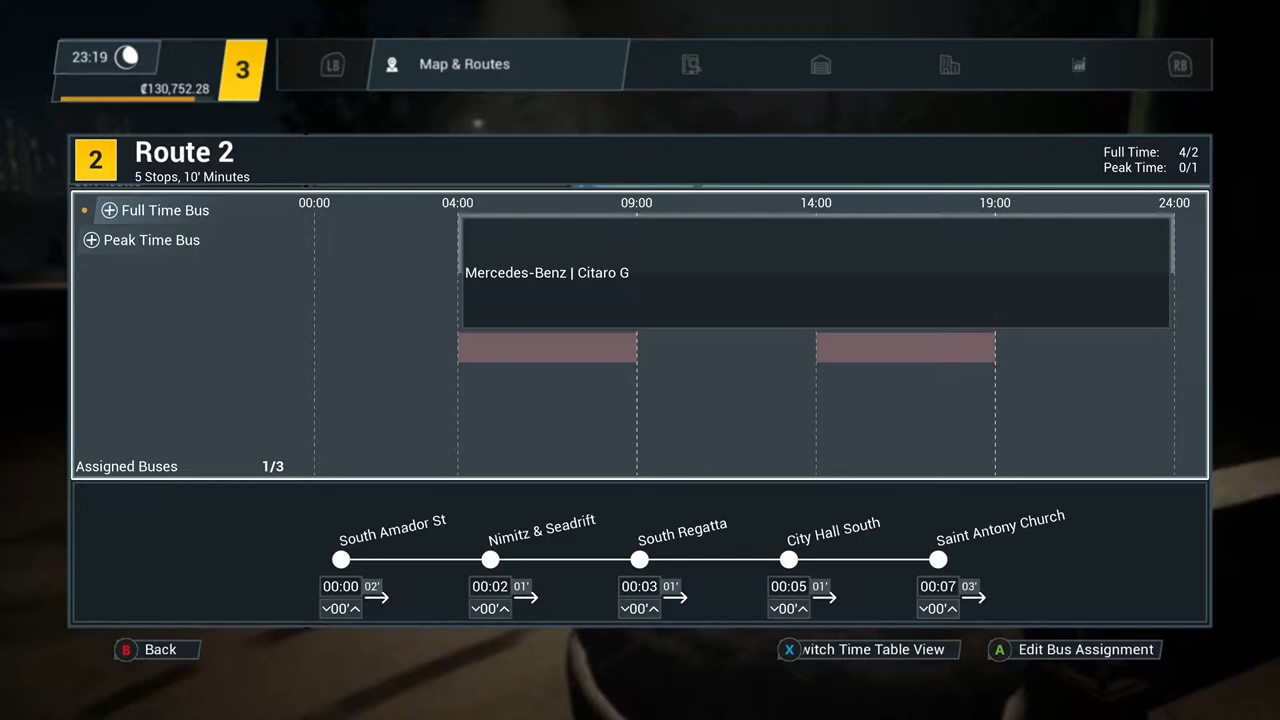 23:19
₡130,752.28
3
LB
Map & Routes
RB
2
Route 2
5 Stops, 10' Minutes
Full Time: 4/2
Peak Time: 0/1
Full Time Bus
Peak Time Bus
00:00 04:00 09:00 14:00 19:00 24:00
Mercedes-Benz | Citaro G
Assigned Buses 1/3
South Amador St
Nimitz & Seadrift
South Regatta
City Hall South
Saint Antony Church
00:00 02' 00:02 01' 00:03 01' 00:05 01' 00:07 03'
00' 00' 00' 00' 00'
B Back
X witch Time Table View
A Edit Bus Assignment